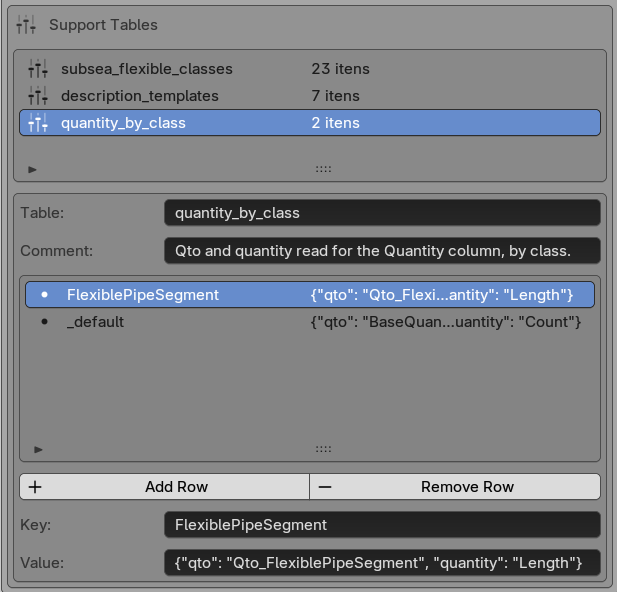 Support Tables
subsea_flexible_classes 23 itens
description_templates 7 itens
quantity_by_class 2 itens
Table: quantity_by_class
Comment: Qto and quantity read for the Quantity column, by class.
FlexiblePipeSegment {"qto": "Qto_Flexi...antity": "Length"}
_default {"qto": "BaseQuan...uantity": "Count"}
Add Row Remove Row
Key: FlexiblePipeSegment
Value: {"qto": "Qto_FlexiblePipeSegment", "quantity": "Length"}